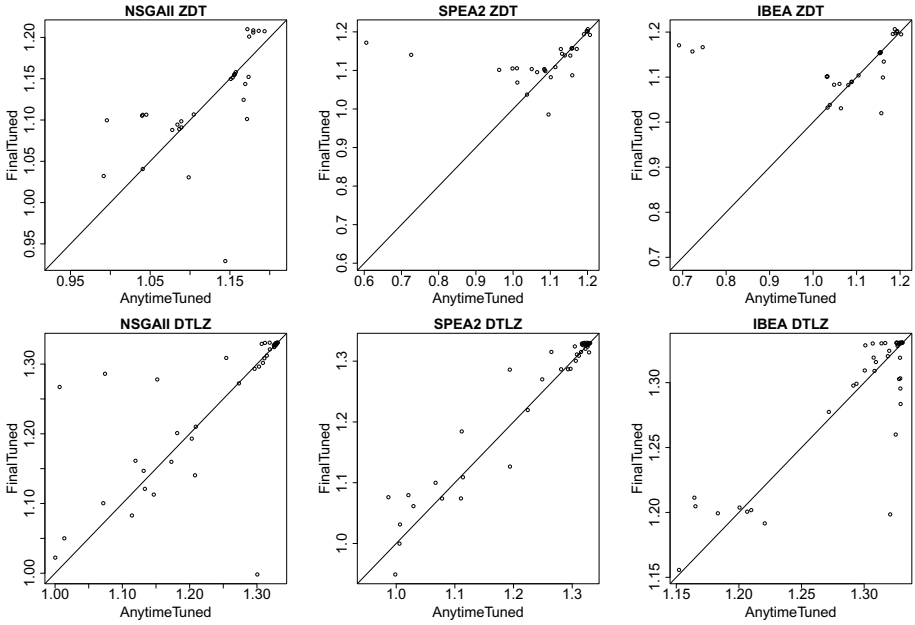 NSGAII ZDT
FinalTuned
0.95 1.00 1.05 1.10 1.15 1.20
0.95 1.05 1.15
AnytimeTuned
SPEA2 ZDT
FinalTuned
0.6 0.7 0.8 0.9 1.0 1.1 1.2
0.6 0.7 0.8 0.9 1.0 1.1 1.2
AnytimeTuned
IBEA ZDT
FinalTuned
0.7 0.8 0.9 1.0 1.1 1.2
0.7 0.8 0.9 1.0 1.1 1.2
AnytimeTuned
NSGAII DTLZ
FinalTuned
1.00 1.10 1.20 1.30
1.00 1.10 1.20 1.30
AnytimeTuned
SPEA2 DTLZ
FinalTuned
1.0 1.1 1.2 1.3
1.0 1.1 1.2 1.3
AnytimeTuned
IBEA DTLZ
FinalTuned
1.15 1.20 1.25 1.30
1.15 1.20 1.25 1.30
AnytimeTuned